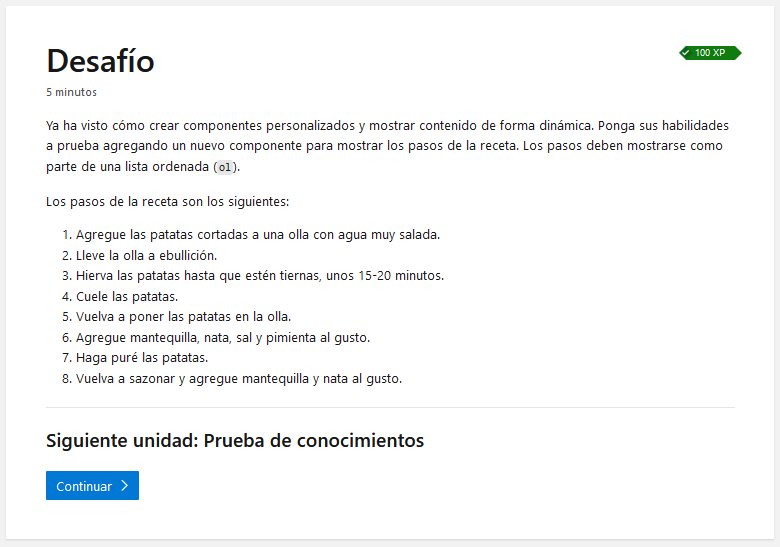 Desafío
100 XP
5 minutos
Ya ha visto cómo crear componentes personalizados y mostrar contenido de forma dinámica. Ponga sus habilidades
a prueba agregando un nuevo componente para mostrar los pasos de la receta. Los pasos deben mostrarse como
parte de una lista ordenada (ol).
Los pasos de la receta son los siguientes:
1. Agregue las patatas cortadas a una olla con agua muy salada.
2. Lleve la olla a ebullición.
3. Hierva las patatas hasta que estén tiernas, unos 15-20 minutos.
4. Cuele las patatas.
5. Vuelva a poner las patatas en la olla.
6. Agregue mantequilla, nata, sal y pimienta al gusto.
7. Haga puré las patatas.
8. Vuelva a sazonar y agregue mantequilla y nata al gusto.
Siguiente unidad: Prueba de conocimientos
Continuar